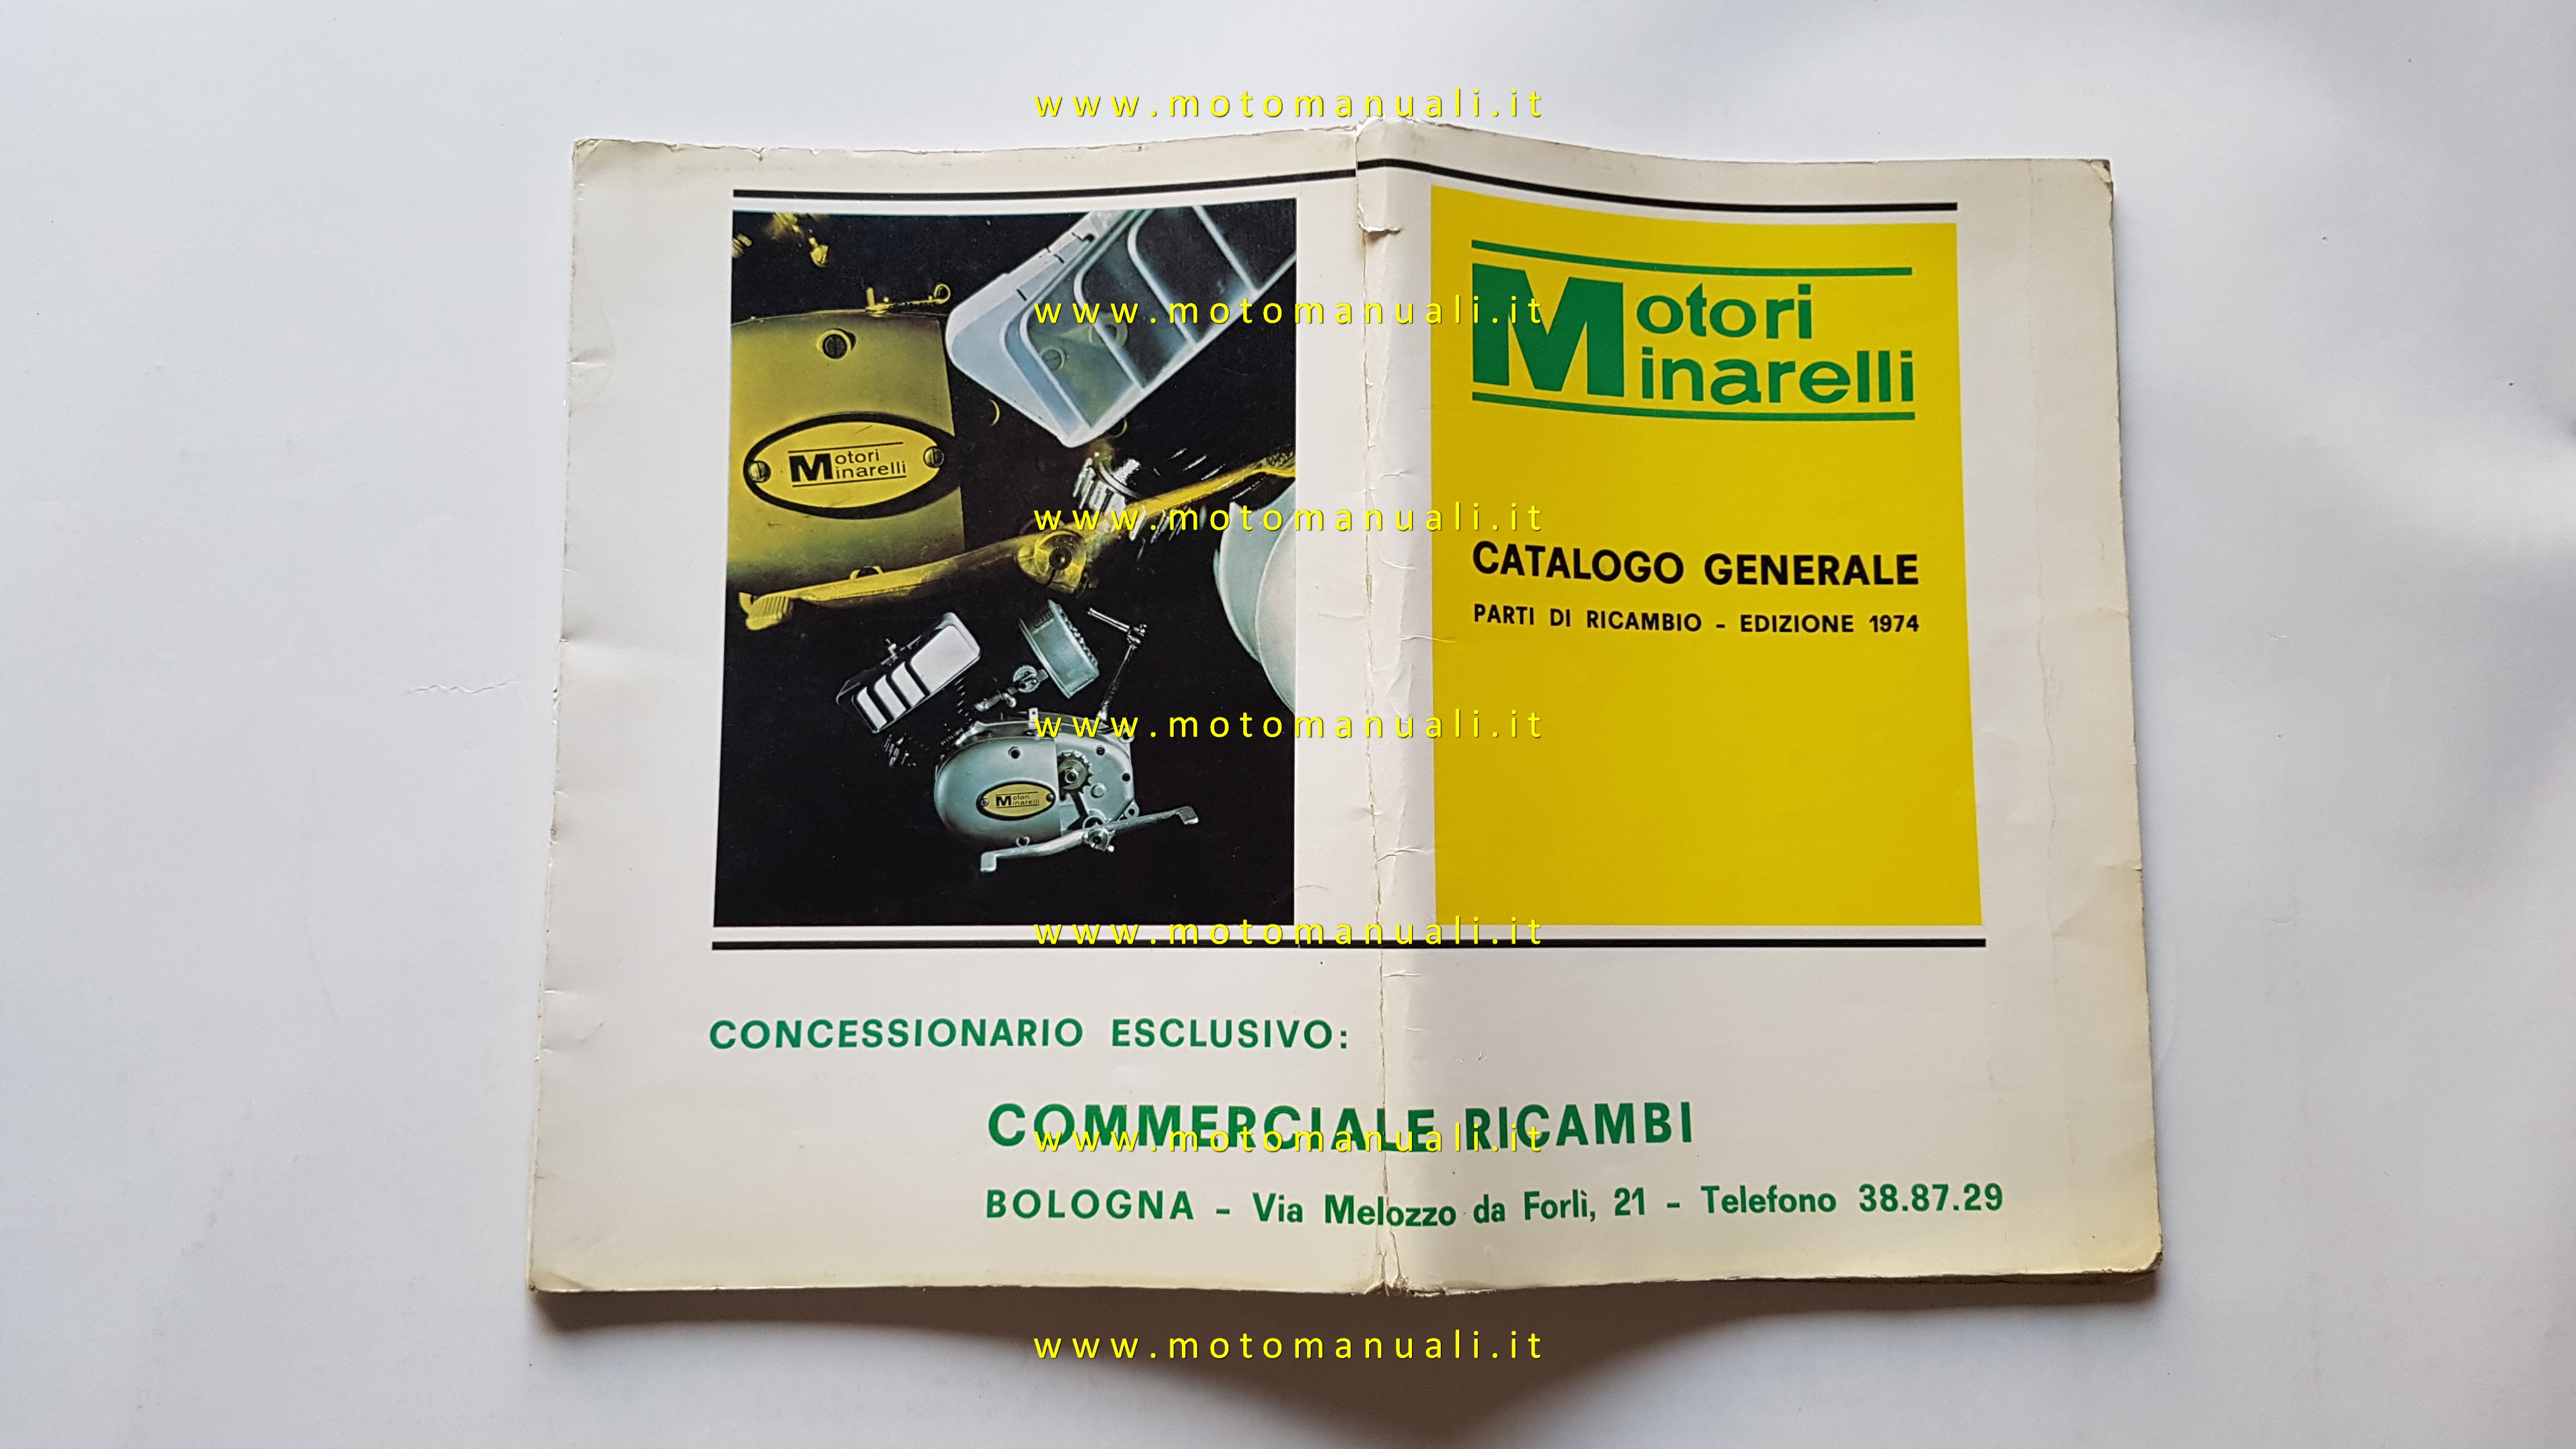 www.motomanuali.it
Motori
Minarelli
www.motomanuali.it
Motori
Minarelli
www.motomanuali.it
CATALOGO GENERALE
PARTI DI RICAMBIO - EDIZIONE 1974
www.motomanuali.it
Motori
Minarelli
www.motomanuali.it
CONCESSIONARIO ESCLUSIVO:
COMMERCIALE RICAMBI
www.motomanuali.it
BOLOGNA - Via Melozzo da Forlì, 21 - Telefono 38.87.29
www.motomanuali.it